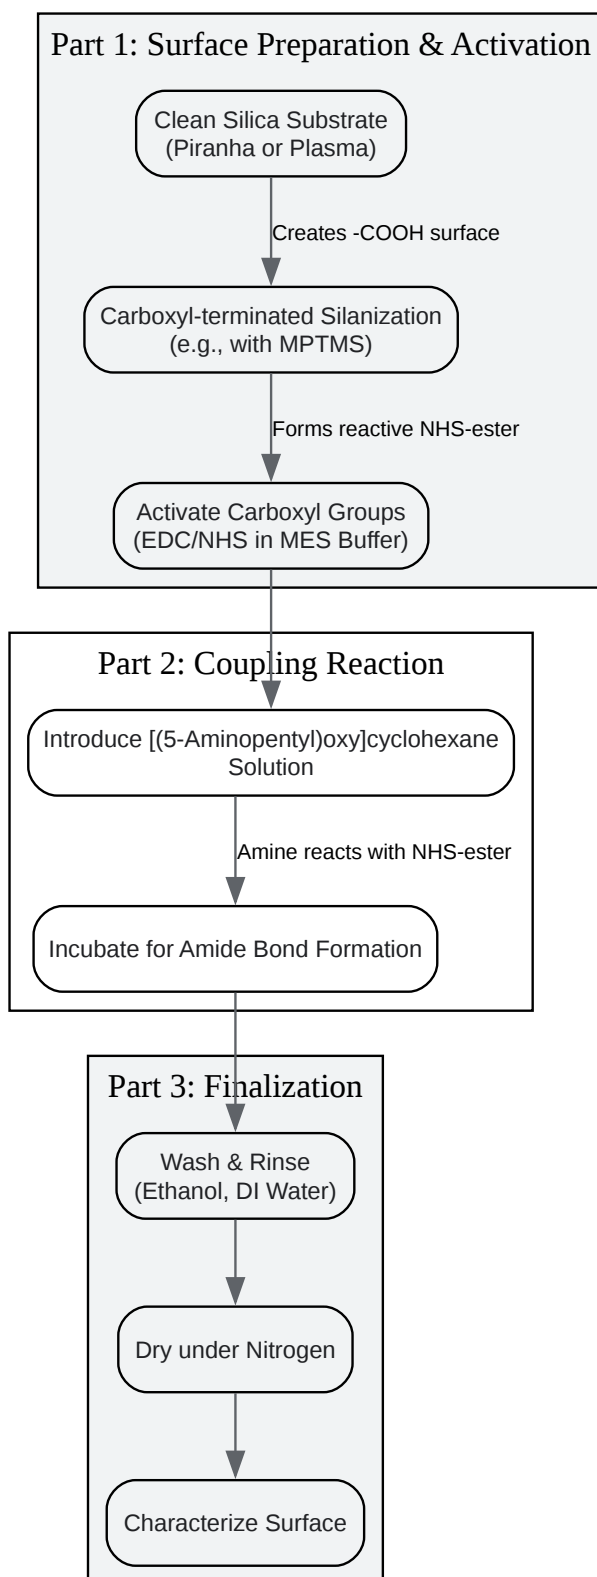 Part 1: Surface Preparation & Activation
Clean Silica Substrate
(Piranha or Plasma)
Creates -COOH surface
Carboxyl-terminated Silanization
(e.g., with MPTMS)
Forms reactive NHS-ester
Activate Carboxyl Groups
(EDC/NHS in MES Buffer)
Part 2: Coupling Reaction
Introduce [(5-Aminopentyl)oxy]cyclohexane
Solution
Amine reacts with NHS-ester
Incubate for Amide Bond Formation
Part 3: Finalization
Wash & Rinse
(Ethanol, DI Water)
Dry under Nitrogen
Characterize Surface